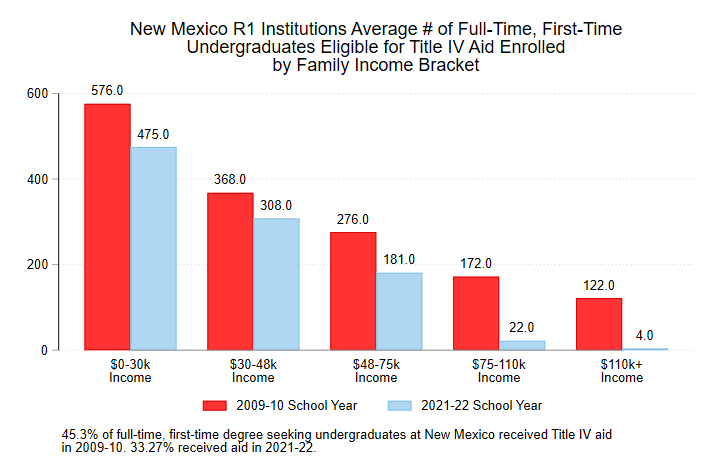 New Mexico R1 Institutions Average # of Full-Time, First-Time
Undergraduates Eligible for Title IV Aid Enrolled
by Family Income Bracket
600
400
200
0
576.0
475.0
368.0
308.0
276.0
181.0
172.0
22.0
122.0
4.0
$0-30k
Income
$30-48k
Income
$48-75k
Income
$75-110k
Income
$110k+
Income
2009-10 School Year
2021-22 School Year
45.3% of full-time, first-time degree seeking undergraduates at New Mexico received Title IV aid
in 2009-10. 33.27% received aid in 2021-22.